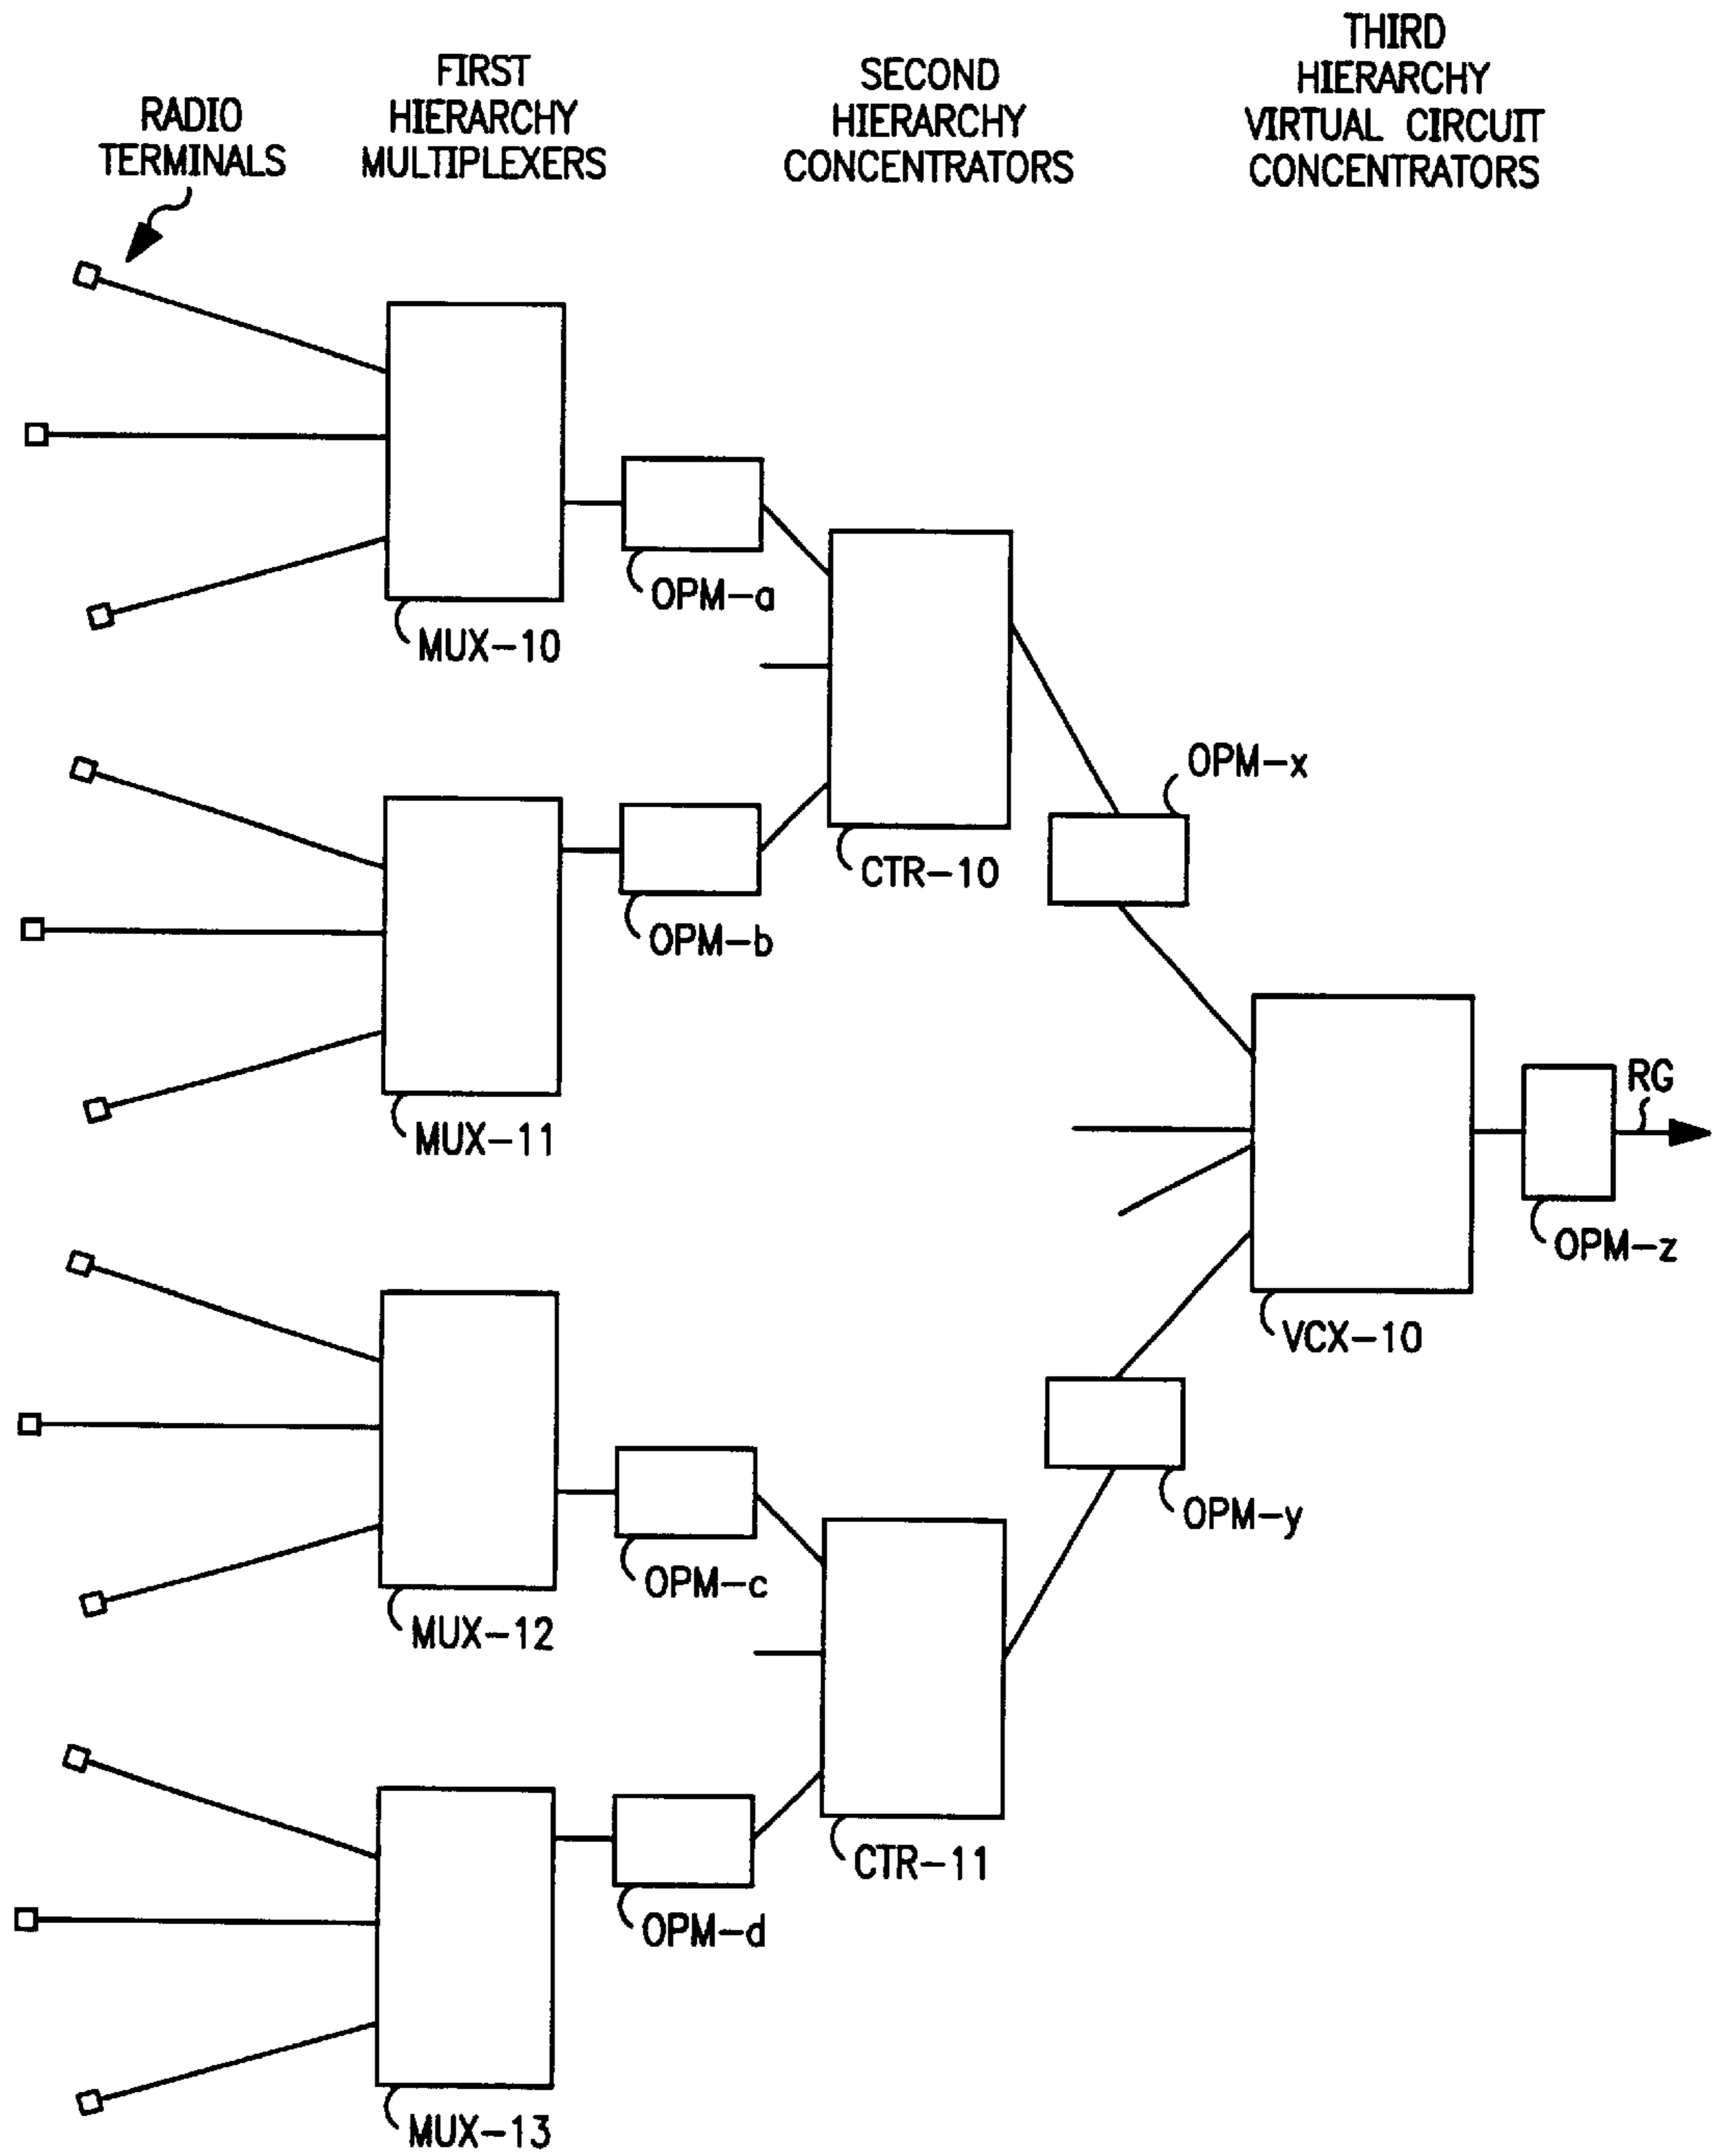 RADIO
TERMINALS
FIRST
HIERARCHY
MULTIPLEXERS
SECOND
HIERARCHY
CONCENTRATORS
THIRD
HIERARCHY
VIRTUAL CIRCUIT
CONCENTRATORS
OPM-a
MUX-10
OPM-x
CTR-10
OPM-b
RG
MUX-11
OPM-z
VCX-10
OPM-y
OPM-c
MUX-12
CTR-11
OPM-d
MUX-13